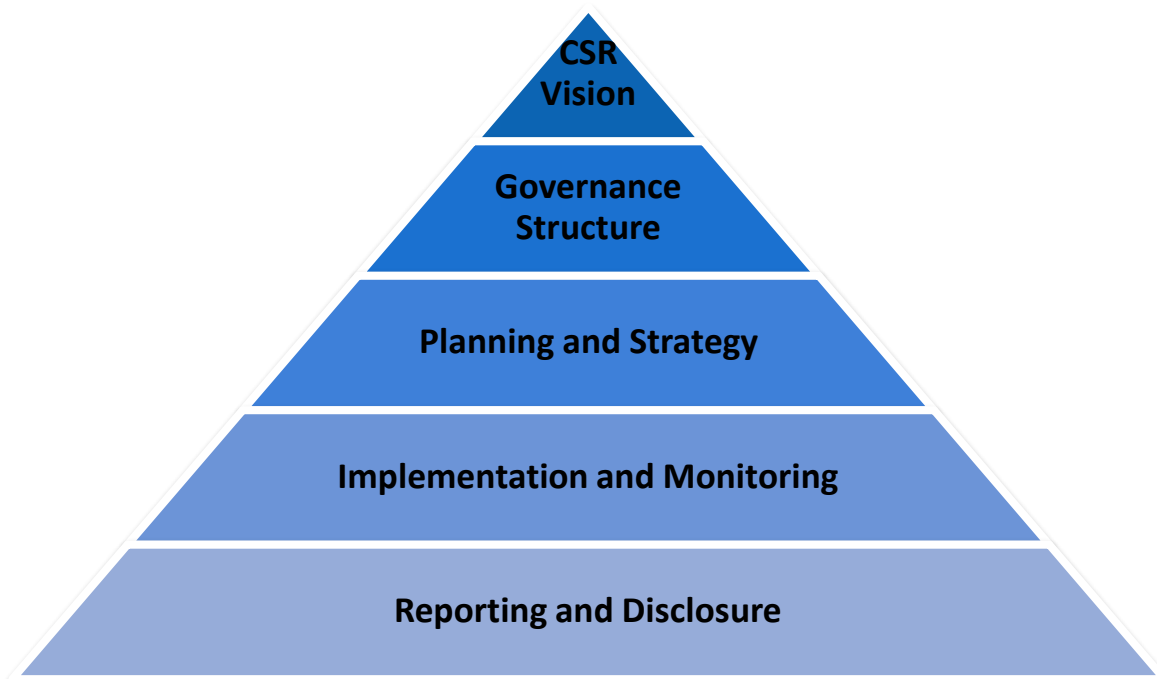 CSR
Vision
Governance
Structure
Planning and Strategy
Implementation and Monitoring
Reporting and Disclosure